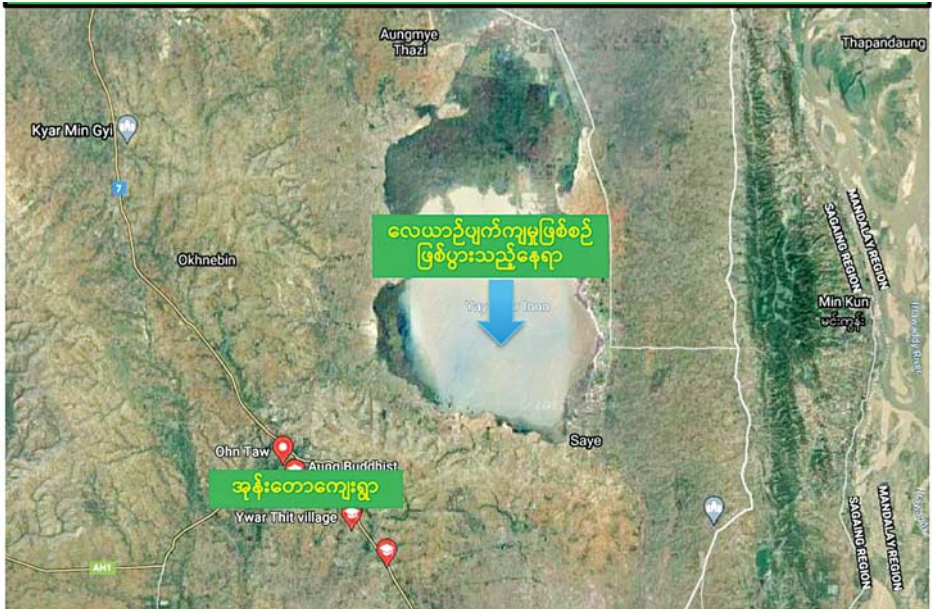 Aungmye
Thazi
Thapandaung
Kyar Min Gyi
7
MANDALAY REGION
SAGAING REGION
လေယာဉ်ပျက်ကျမှုဖြစ်စဉ်
ဖြစ်ပွားသည့်နေရာ
Okhnebin
Min Kun
မင်းကွန်း
Irrawaddy River
Saye
Ohn Taw
Aung Buddhist
အုန်းတောကျေးရွာ
Ywar Thit village
MANDALAY REGION
SAGAING REGION
AH1